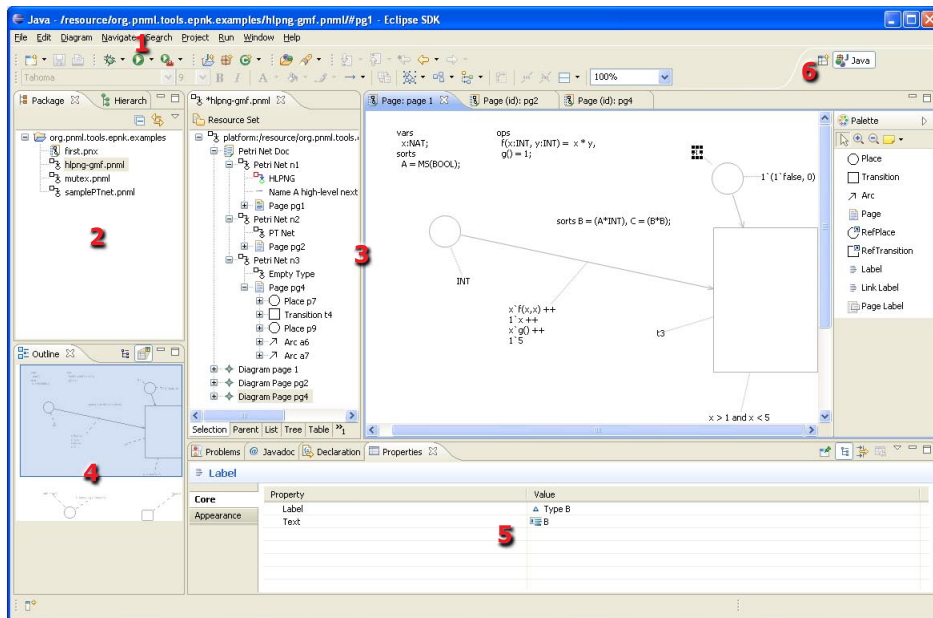 Java - /resource/org.pnml.tools.epnk.examples/hlpng-gmf.pnml/#pg1 - Eclipse SDK
File Edit Diagram Navigate Search Project Run Window Help
1
Tahoma 9 B I A 100%
6 Java
Package Hierarch
org.pnml.tools.epnk.examples
first.pnx
hlpng-gmf.pnml
mutex.pnml
samplePTnet.pnml
2
*hlpng-gmf.pnml
Resource Set
platform:/resource/org.pnml.tools.
Petri Net Doc
Petri Net n1
HLPNG
Name A high-level next
Page pg1
Petri Net n2
PT Net
Page pg2
Petri Net n3
Empty Type
Page pg4
Place p7
Transition t4
Place p9
Arc a6
Arc a7
Diagram page 1
Diagram Page pg2
Diagram Page pg4
Selection Parent List Tree Table »1
3
Page: page 1 Page (id): pg2 Page (id): pg4
vars
x:NAT;
sorts
A = MS(BOOL);
ops
f(x:INT, y:INT) = x * y,
g() = 1;
1`(1`false, 0)
sorts B = (A*INT), C = (B*B);
INT
x`f(x,x) ++
1`x ++
x`g() ++
1`5
t3
x > 1 and x < 5
Palette
Place
Transition
Arc
Page
RefPlace
RefTransition
Label
Link Label
Page Label
Outline
4
Problems @ Javadoc Declaration Properties
Label
Core
Appearance
Property Value
Label Type B
Text B
5